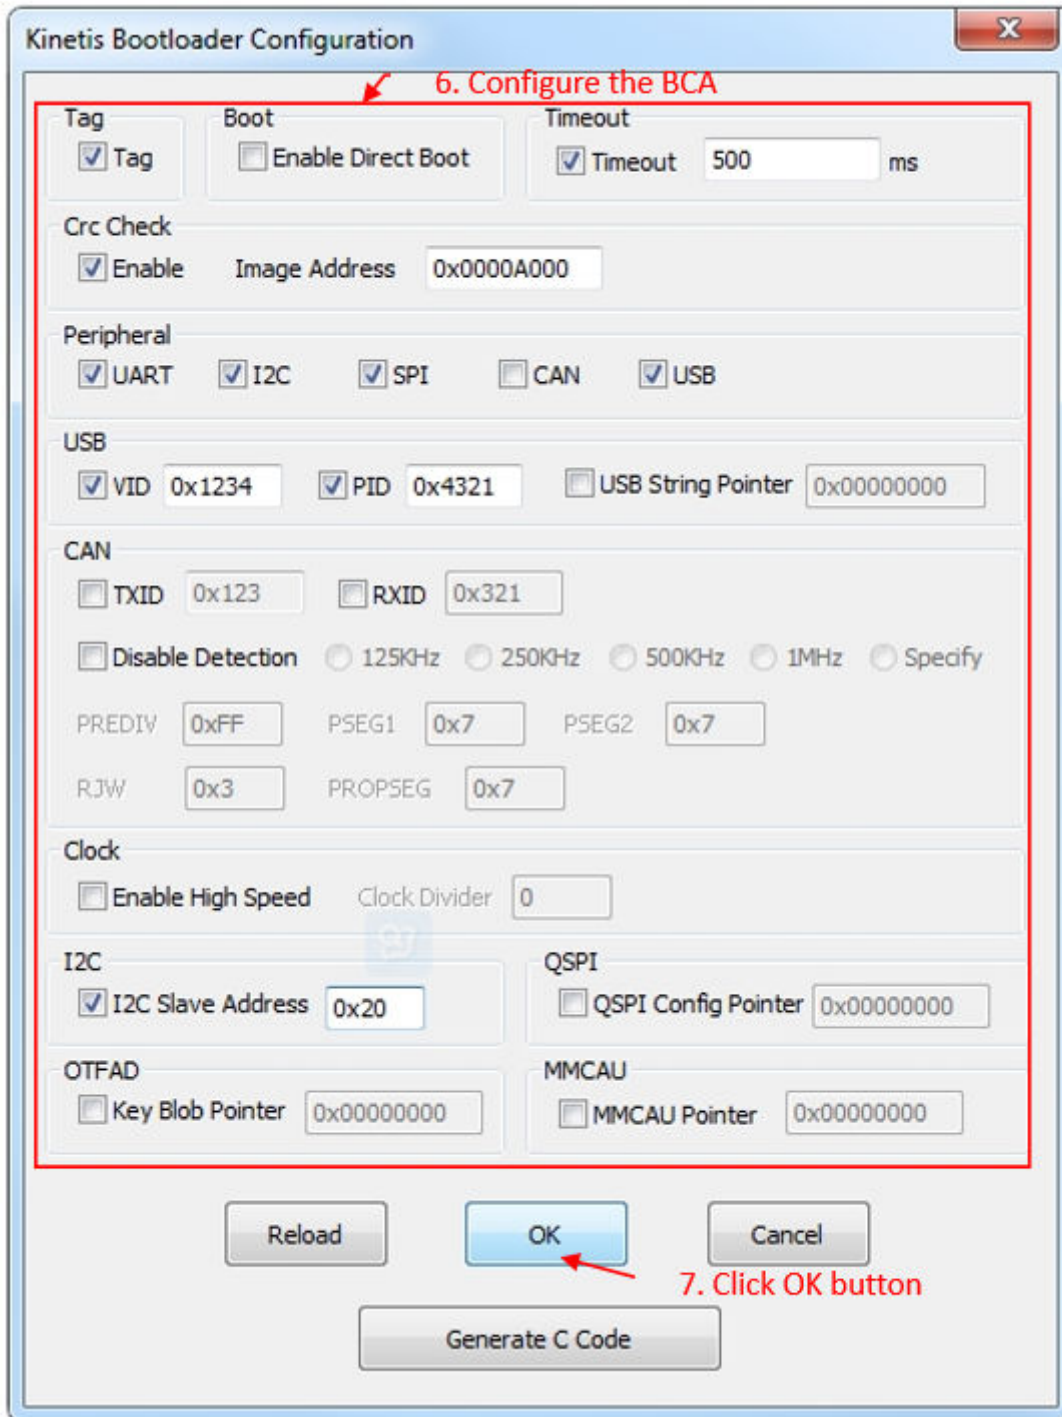 Kinetis Bootloader Configuration
6. Configure the BCA
Tag Boot Timeout
Tag Enable Direct Boot Timeout 500 ms
Crc Check
Enable Image Address 0x0000A000
Peripheral
UART I2C SPI CAN USB
USB
VID 0x1234 PID 0x4321 USB String Pointer 0x00000000
CAN
TXID 0x123 RXID 0x321
Disable Detection 125KHz 250KHz 500KHz 1MHz Specify
PREDIV 0xFF PSEG1 0x7 PSEG2 0x7
RJW 0x3 PROPSEG 0x7
Clock
Enable High Speed Clock Divider 0
I2C QSPI
I2C Slave Address 0x20 QSPI Config Pointer 0x00000000
OTFAD MMCAU
Key Blob Pointer 0x00000000 MMCAU Pointer 0x00000000
Reload OK Cancel
7. Click OK button
Generate C Code